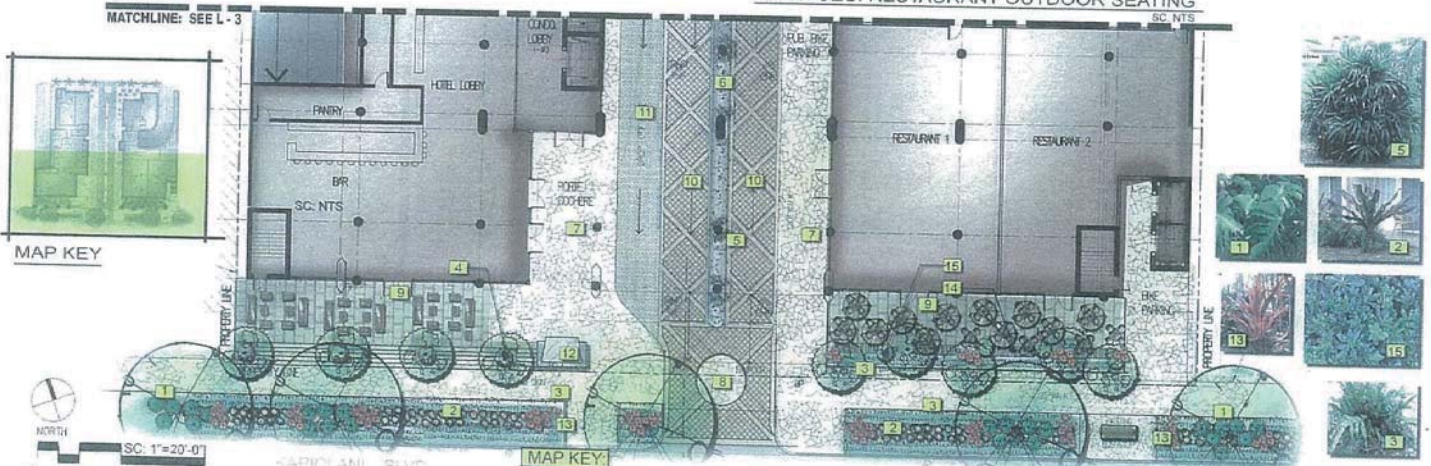 RESTAURANT OUTDOOR SEATING
SC: NTS
MATCHLINE: SEE L - 3
CONDO.
LOBBY
HOTEL LOBBY
PANTRY
BAR
SC: NTS
PORTE
COCHERE
PARKING
RESTAURANT 1
RESTAURANT 2
BIKE
PARKING
PROPERTY LINE
PROPERTY LINE
MAP KEY
NORTH
SC: 1"=20'-0"
KAPIOLANI BLVD
MAP KEY:
1
2
3
4
5
6
7
7
8
9
9
10
10
11
12
13
13
14
15
1
2
3
3
5
1
2
13
15
3